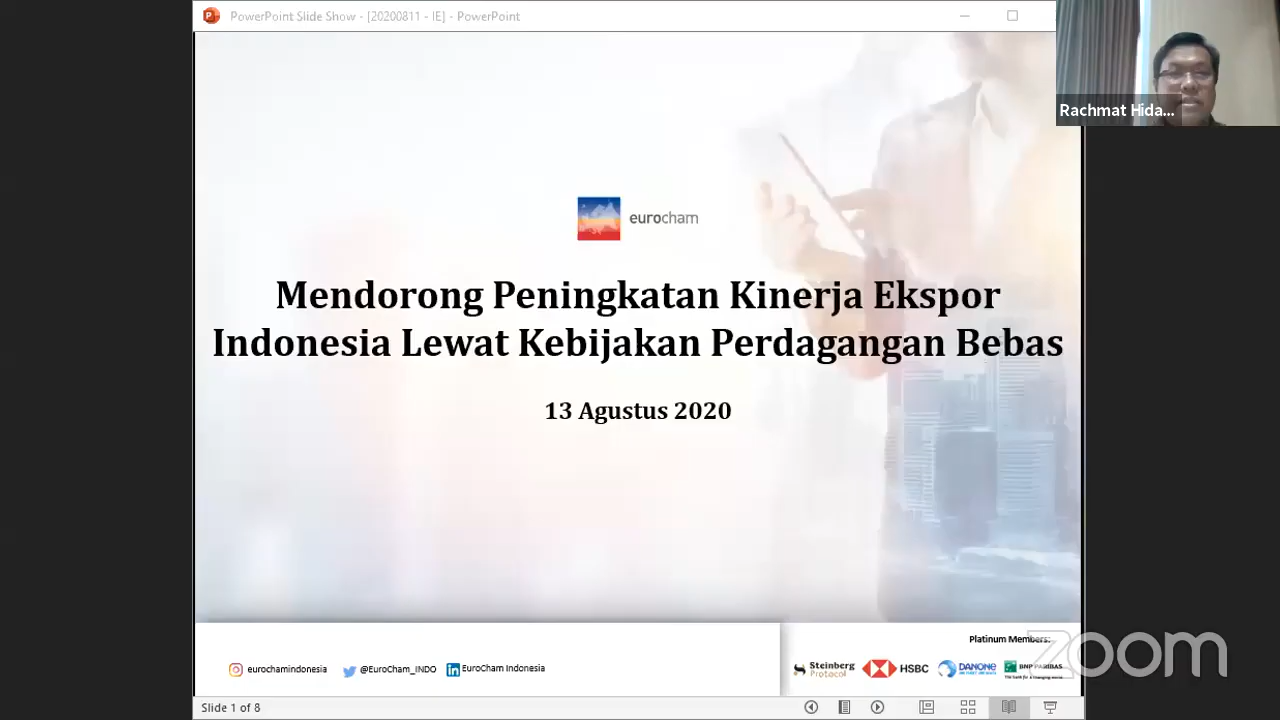 PowerPoint Slide Show - [20200811 - IE] - PowerPoint
Rachmat Hida...
eurocham
Mendorong Peningkatan Kinerja Ekspor
Indonesia Lewat Kebijakan Perdagangan Bebas
13 Agustus 2020
Platinum Members:
eurochamindonesia
@EuroCham_INDO
EuroCham Indonesia
Steinberg
Protocol
HSBC
DANONE
BNP PARIBAS
zoom
Slide 1 of 8